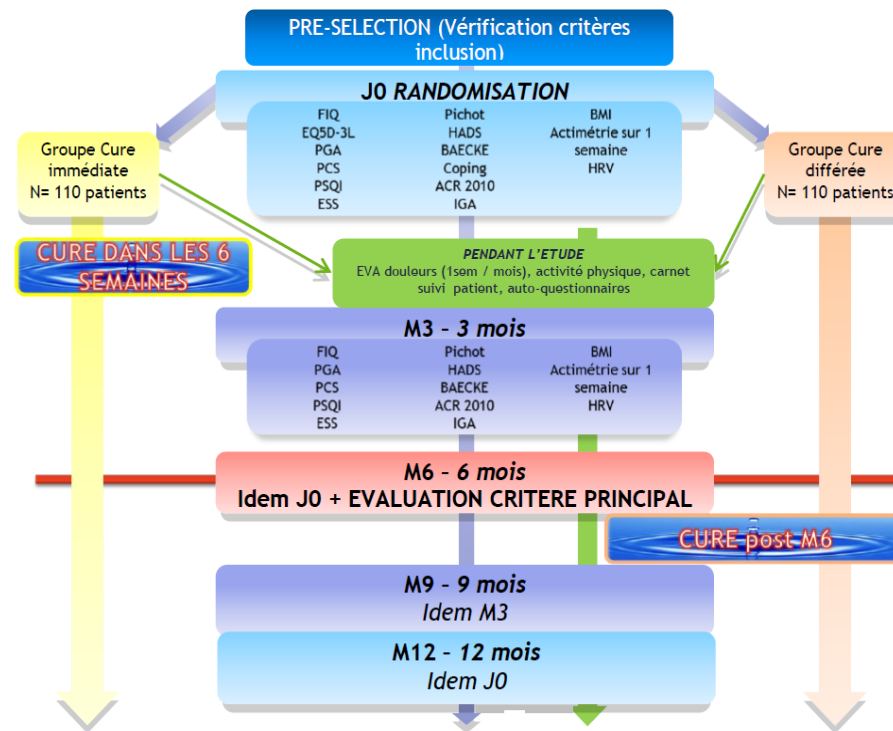 PRE-SELECTION (Vérification critères
inclusion)
J0 RANDOMISATION
FIQ
EQ5D-3L
PGA
PCS
PSQI
ESS
Pichot
HADS
BAECKE
Coping
ACR 2010
IGA
BMI
Actimétrie sur 1
semaine
HRV
Groupe Cure
immédiate
N= 110 patients
Groupe Cure
différée
N= 110 patients
CURE DANS LES 6
SEMAINES
PENDANT L'ETUDE
EVA douleurs (1sem / mois), activité physique, carnet
suivi patient, auto-questionnaires
M3 – 3 mois
FIQ
PGA
PCS
PSQI
ESS
Pichot
HADS
BAECKE
ACR 2010
IGA
BMI
Actimétrie sur 1
semaine
HRV
M6 – 6 mois
Idem J0 + EVALUATION CRITERE PRINCIPAL
CURE post M6
M9 – 9 mois
Idem M3
M12 – 12 mois
Idem J0